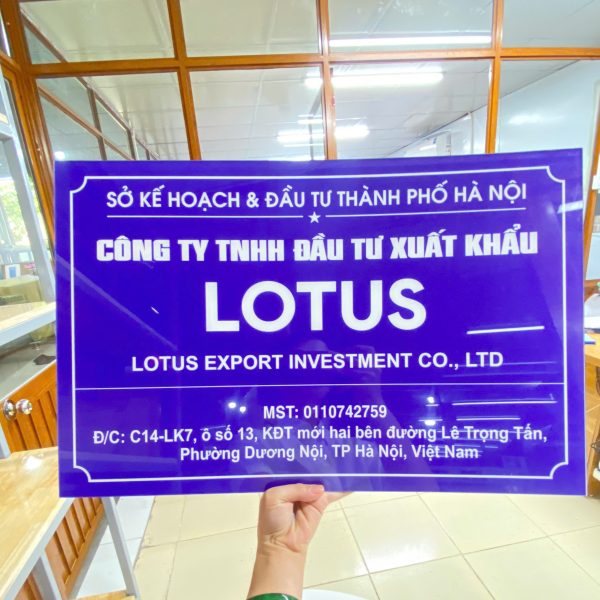 SỞ KẾ HOẠCH & ĐẦU TƯ THÀNH PHỐ HÀ NỘI
CÔNG TY TNHH ĐẦU TƯ XUẤT KHẨU
LOTUS
LOTUS EXPORT INVESTMENT CO., LTD
MST: 0110742759
Đ/C: C14-LK7, ô số 13, KĐT mới hai bên đường Lê Trọng Tấn,
Phường Dương Nội, TP Hà Nội, Việt Nam